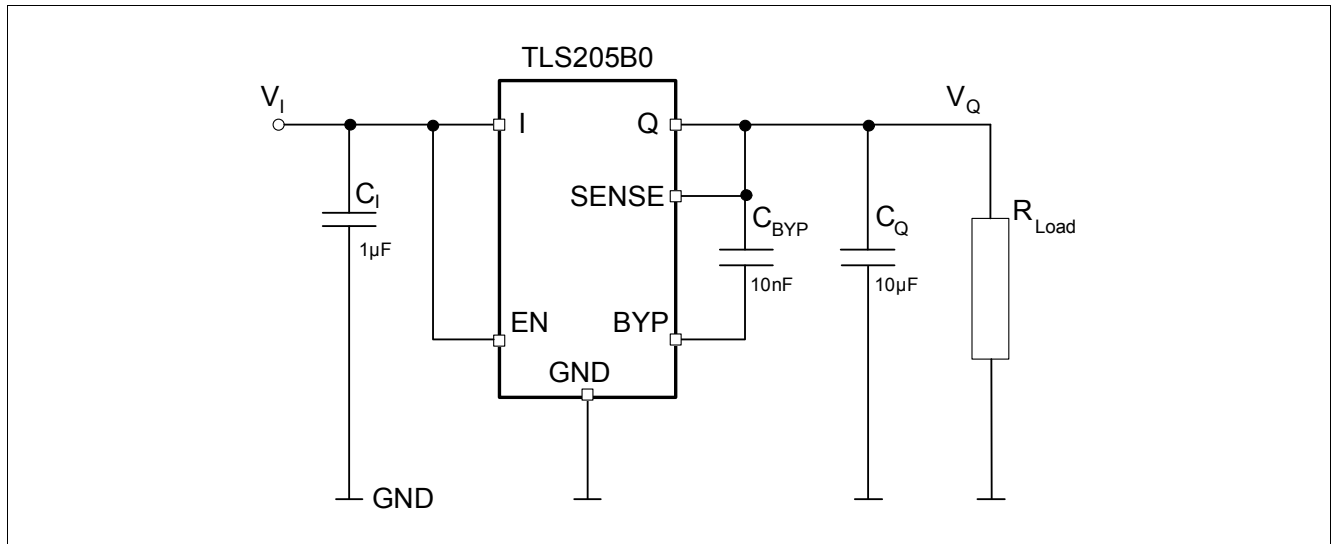 TLS205B0
V_I
I
Q
V_Q
SENSE
C_I
1µF
C_BYP
10nF
C_Q
10µF
R_Load
EN
BYP
GND
GND